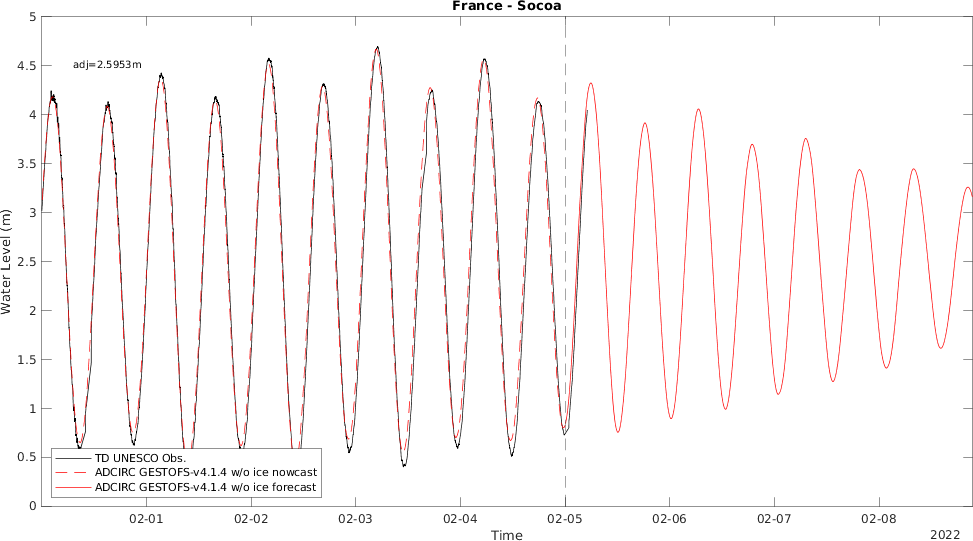 France - Socoa
adj=2.5953m
5
4.5
4
3.5
3
2.5
2
1.5
1
0.5
0
Water Level (m)
TD UNESCO Obs.
ADCIRC GESTOFS-v4.1.4 w/o ice nowcast
ADCIRC GESTOFS-v4.1.4 w/o ice forecast
02-01 02-02 02-03 02-04 02-05 02-06 02-07 02-08
Time
2022